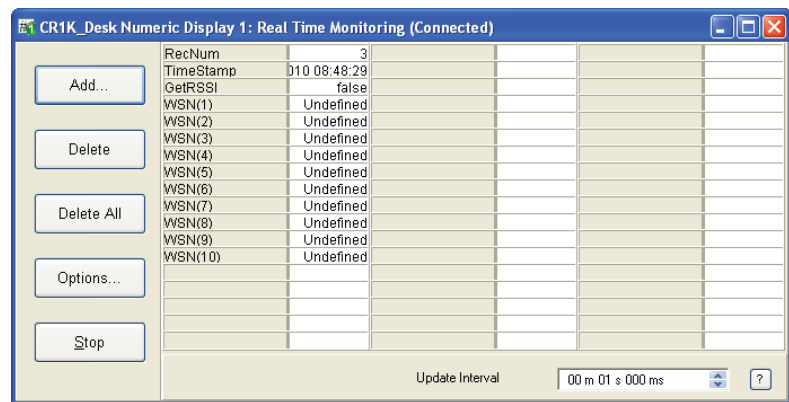 CR1K_Desk Numeric Display 1: Real Time Monitoring (Connected)
Add...
Delete
Delete All
Options...
Stop
RecNum 3
TimeStamp 010 08:48:29
GetRSSI false
WSN(1) Undefined
WSN(2) Undefined
WSN(3) Undefined
WSN(4) Undefined
WSN(5) Undefined
WSN(6) Undefined
WSN(7) Undefined
WSN(8) Undefined
WSN(9) Undefined
WSN(10) Undefined
Update Interval 00 m 01 s 000 ms ?